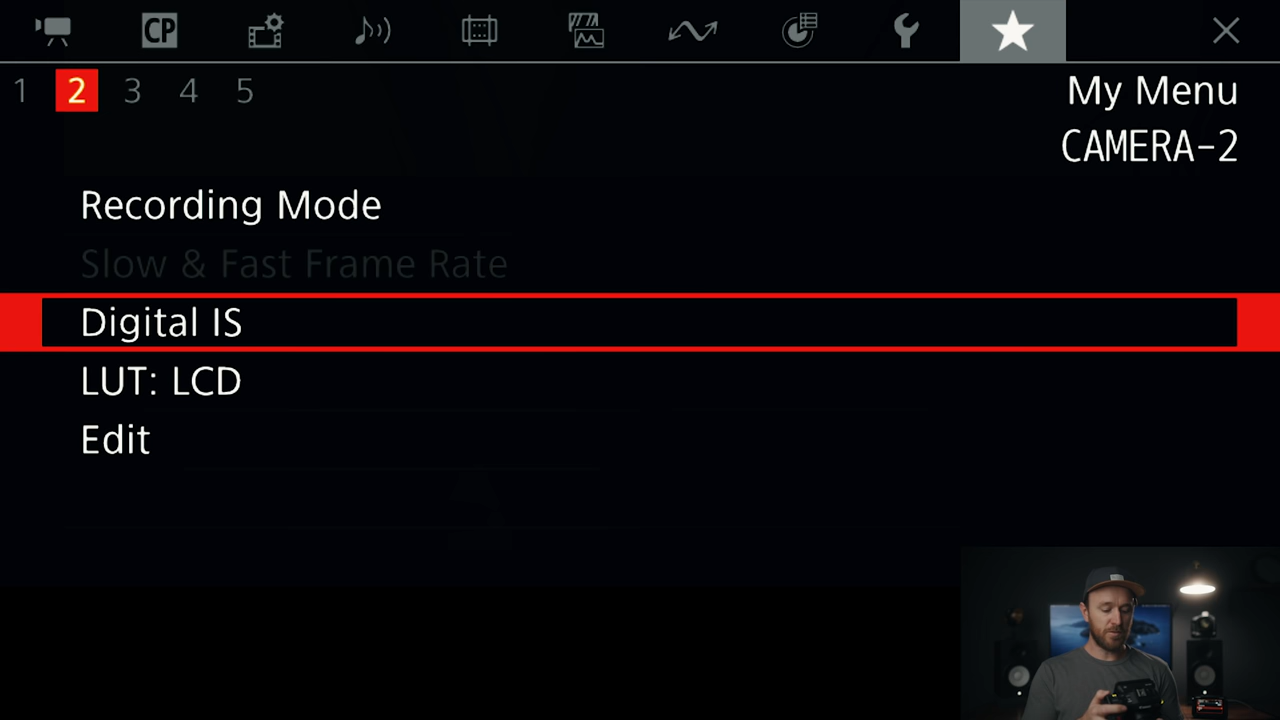 CP
1 2 3 4 5
My Menu
CAMERA-2
Recording Mode
Slow & Fast Frame Rate
Digital IS
LUT: LCD
Edit